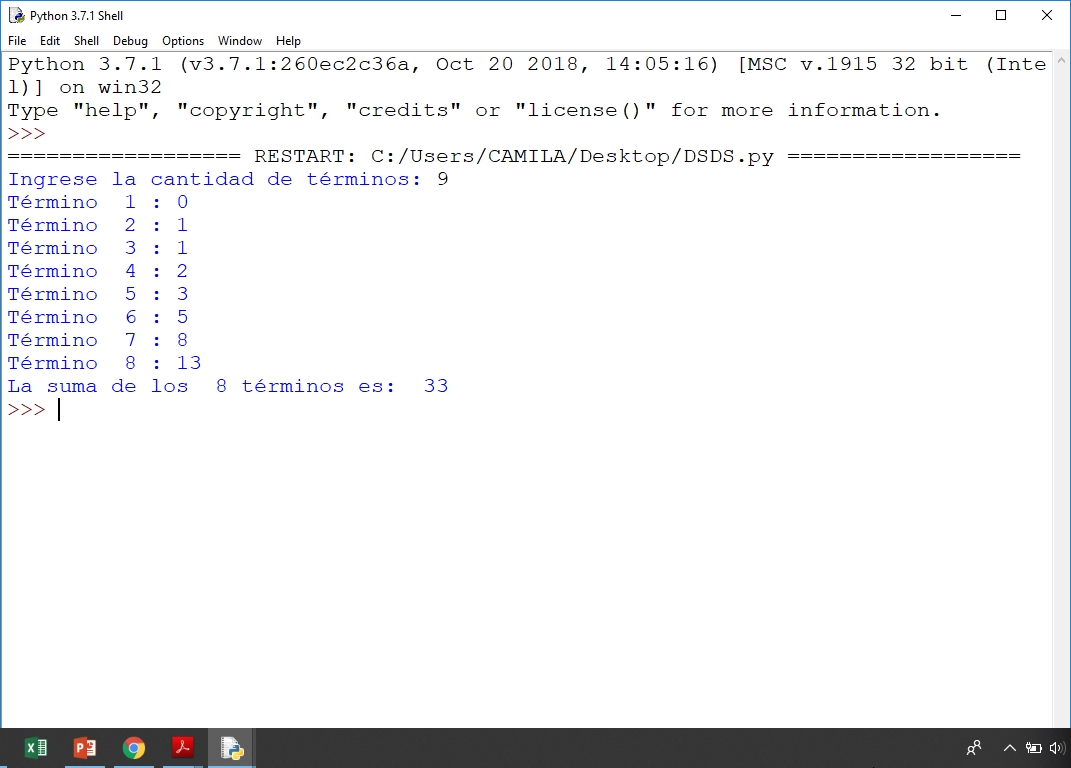 Python 3.7.1 Shell
File Edit Shell Debug Options Window Help
Python 3.7.1 (v3.7.1:260ec2c36a, Oct 20 2018, 14:05:16) [MSC v.1915 32 bit (Inte
l)] on win32
Type "help", "copyright", "credits" or "license()" for more information.
>>>
================== RESTART: C:/Users/CAMILA/Desktop/DSDS.py ==================
Ingrese la cantidad de términos: 9
Término  1 : 0
Término  2 : 1
Término  3 : 1
Término  4 : 2
Término  5 : 3
Término  6 : 5
Término  7 : 8
Término  8 : 13
La suma de los  8 términos es:  33
>>>